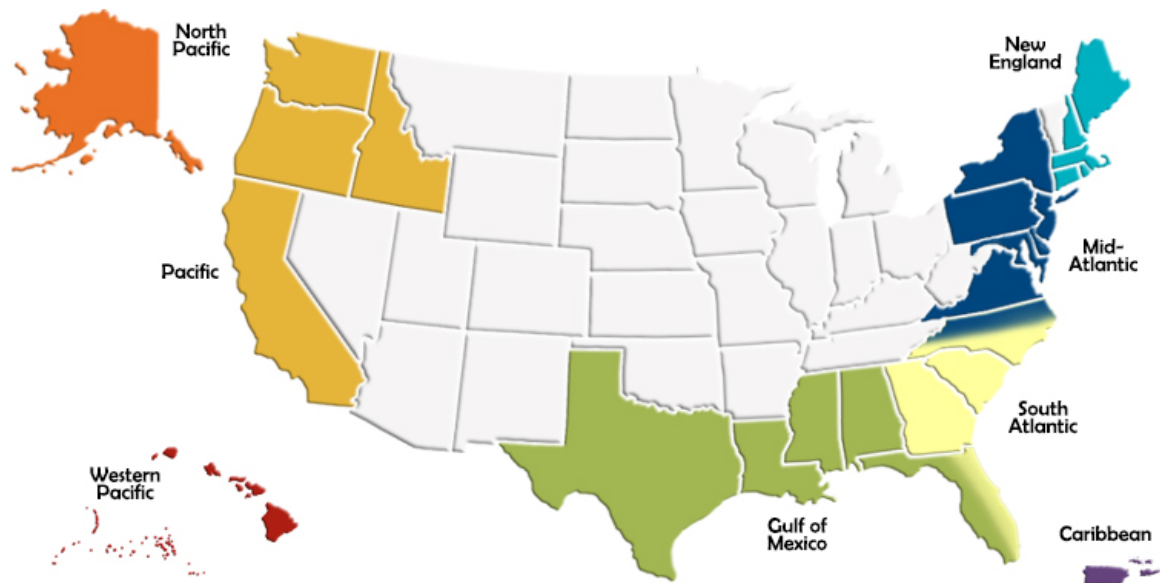 North
Pacific
New
England
Pacific
Mid-
Atlantic
South
Atlantic
Western
Pacific
Gulf of
Mexico
Caribbean